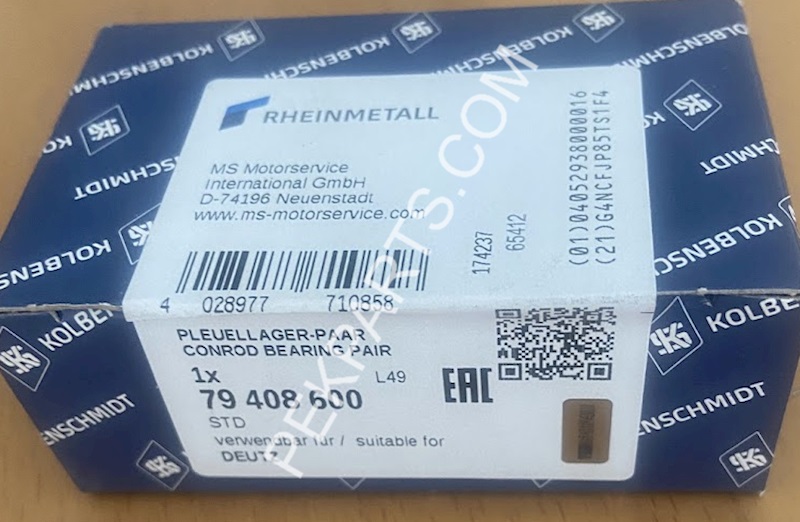 KOLBENSCHMIDT
RHEINMETALL
MS Motorservice
International GmbH
D-74196 Neuenstadt
www.ms-motorservice.com
174237
65412
(01)04052938000016
(21)G4NCFJP85TS1F4
4 028977 710858
PLEUELLAGER-PAAR
CONROD BEARING PAIR
1x L49
79 408 600
STD
verwendbar für / suitable for
DEUTZ
EAC
PEKPARTS.COM